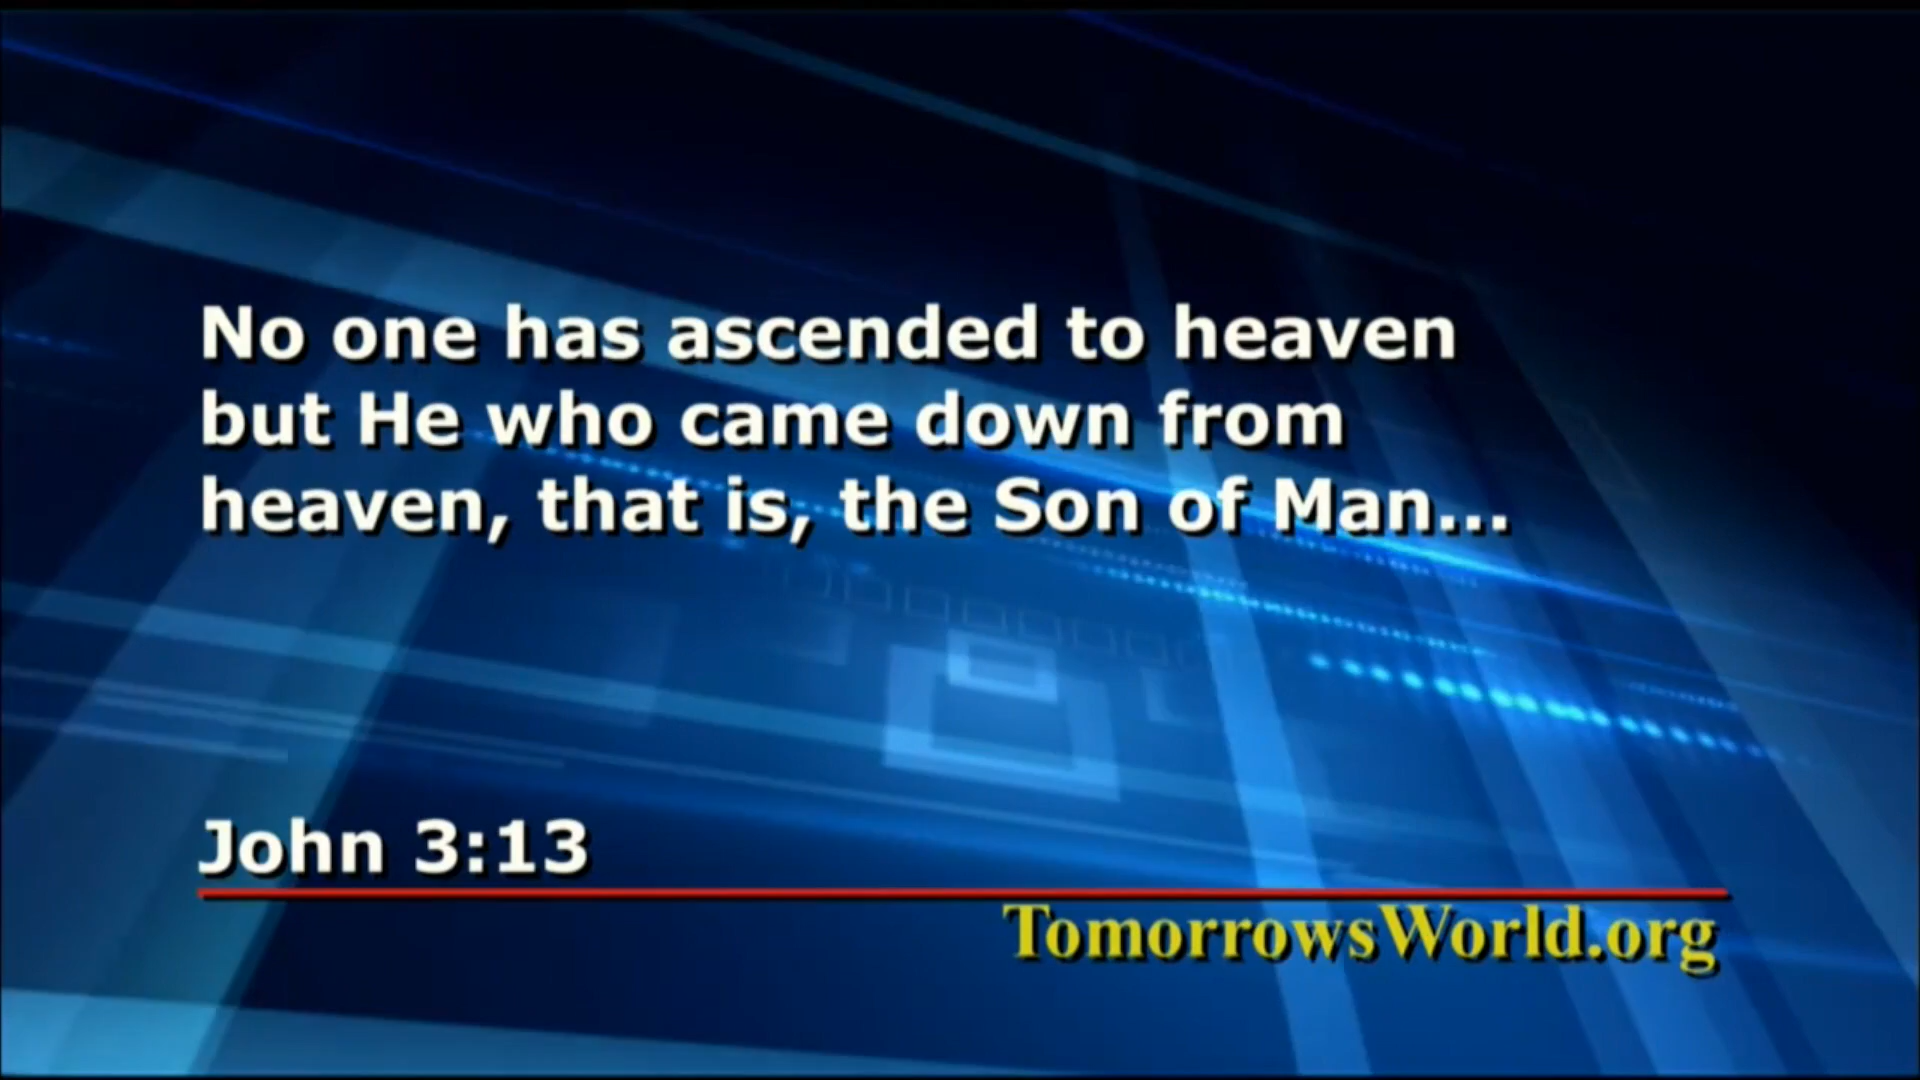 No one has ascended to heaven
but He who came down from
heaven, that is, the Son of Man...
John 3:13
TomorrowsWorld.org